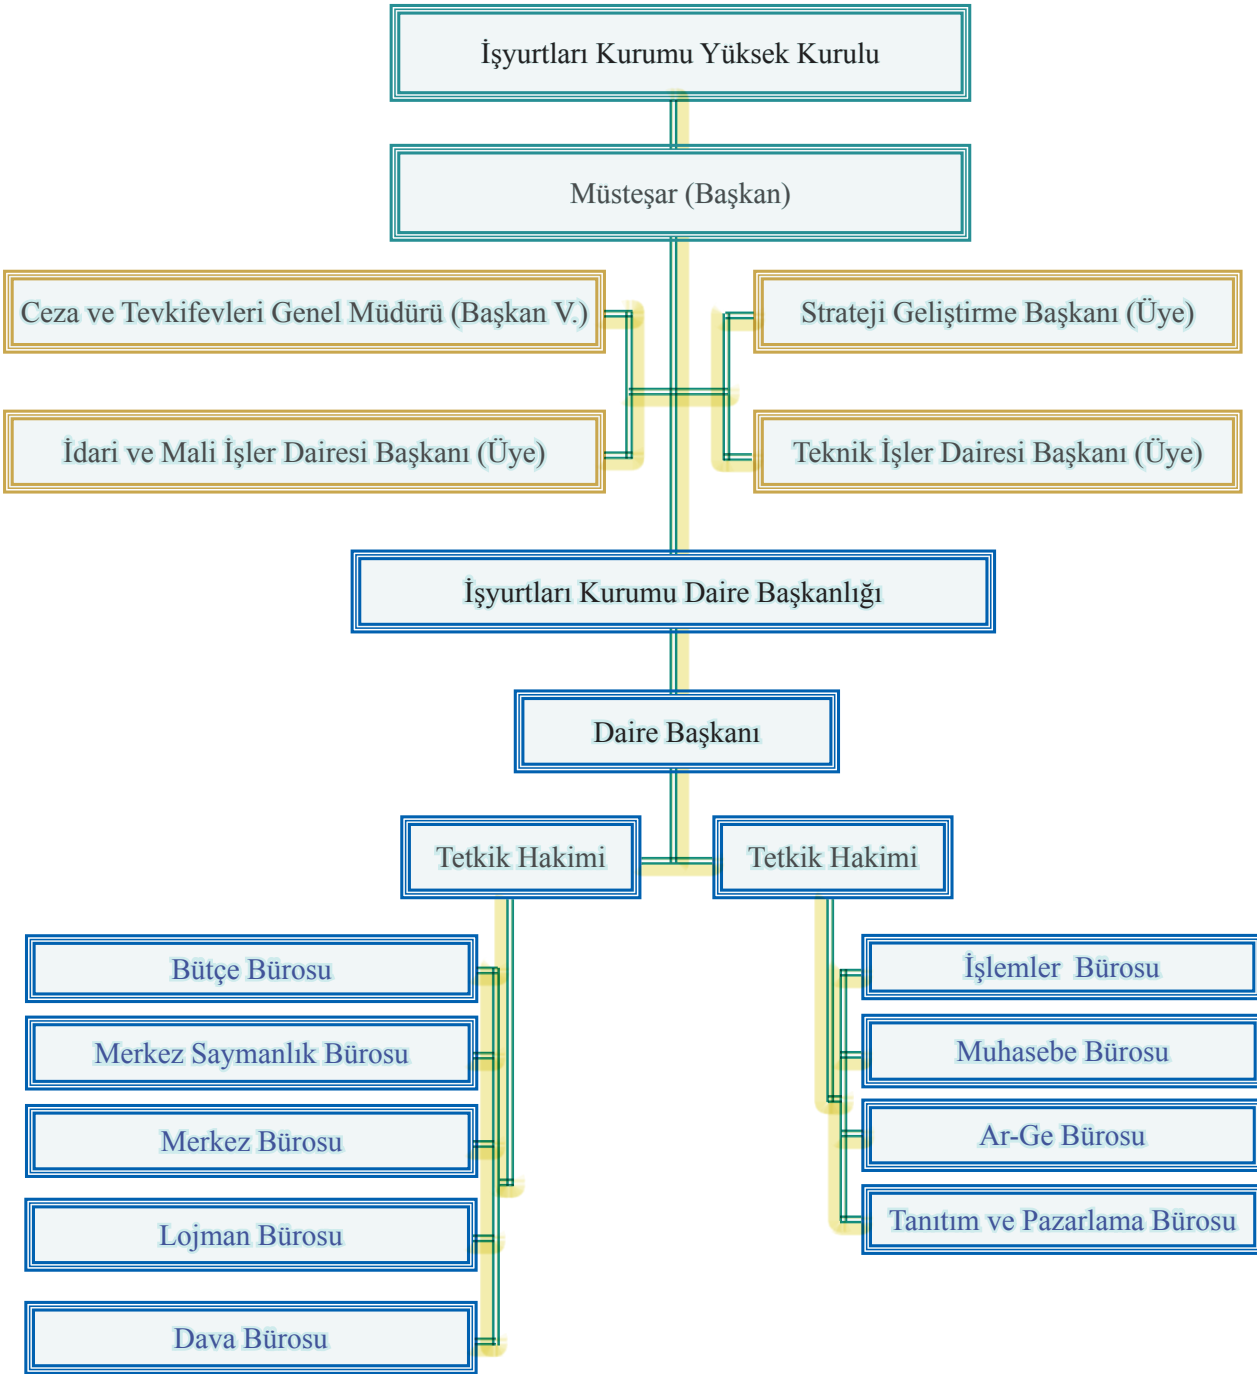 İşyurtları Kurumu Yüksek Kurulu
Müsteşar (Başkan)
Ceza ve Tevkifevleri Genel Müdürü (Başkan V.)
Strateji Geliştirme Başkanı (Üye)
İdari ve Mali İşler Dairesi Başkanı (Üye)
Teknik İşler Dairesi Başkanı (Üye)
İşyurtları Kurumu Daire Başkanlığı
Daire Başkanı
Tetkik Hakimi
Tetkik Hakimi
Bütçe Bürosu
Merkez Saymanlık Bürosu
Merkez Bürosu
Lojman Bürosu
Dava Bürosu
İşlemler Bürosu
Muhasebe Bürosu
Ar-Ge Bürosu
Tanıtım ve Pazarlama Bürosu